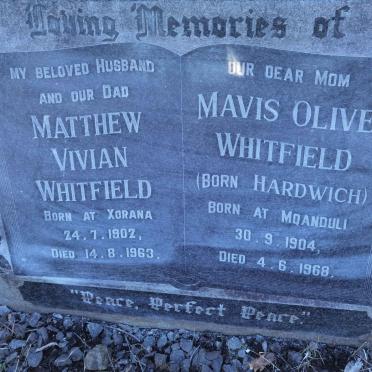 Loving Memories of
MY BELOVED HUSBAND
AND OUR DAD
MATTHEW
VIVIAN
WHITFIELD
BORN AT XORANA
24.7.1902,
DIED 14.8.1963.
OUR DEAR MOM
MAVIS OLIVE
WHITFIELD
(BORN HARDWICH)
BORN AT MQANDULI
30.9.1904,
DIED 4.6.1968.
"Peace, Perfect Peace."